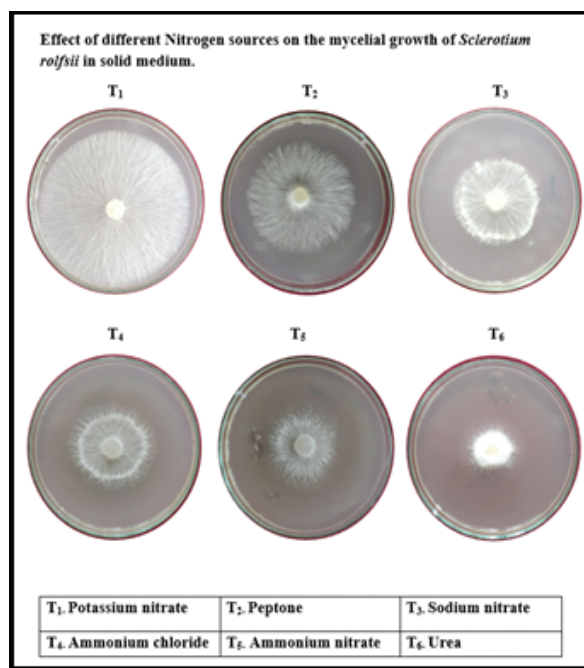 Effect of different Nitrogen sources on the mycelial growth of Sclerotium
rolfsii in solid medium.
T1
T2
T3
T4
T5
T6
T1. Potassium nitrate
T2. Peptone
T3. Sodium nitrate
T4. Ammonium chloride
T5. Ammonium nitrate
T6. Urea